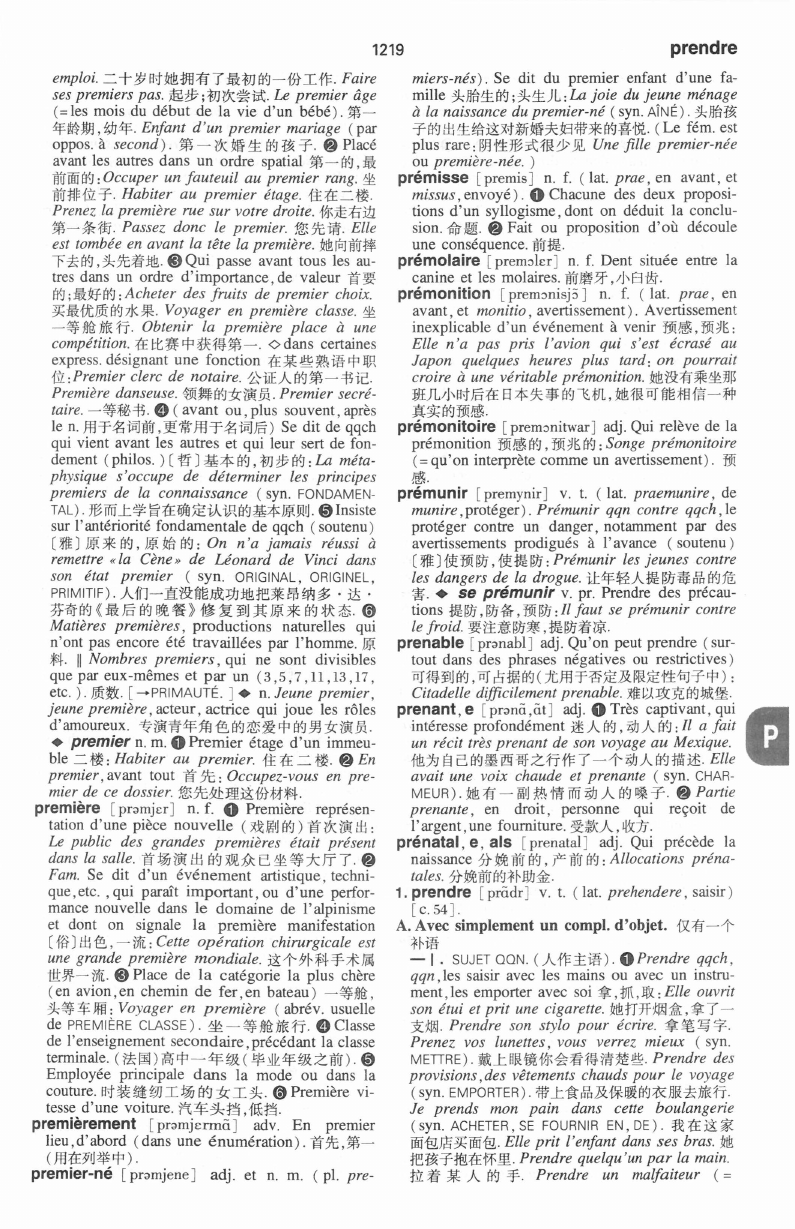 1219
prendre
emploi. 二十岁时她拥有了最初的一份工作. Faire
ses premiers pas. 起步;初次尝试. Le premier âge
(=les mois du début de la vie d'un bébé). 第一
年龄期,幼年. Enfant d'un premier mariage (par
oppos. à second). 第一次婚生的孩子. ❷ Placé
avant les autres dans un ordre spatial 第一的,最
前面的:Occuper un fauteuil au premier rang. 坐
前排位子. Habiter au premier étage. 住在二楼.
Prenez la première rue sur votre droite. 你走右边
第一条街. Passez donc le premier. 您先请. Elle
est tombée en avant la tête la première. 她向前摔
下去的,头先着地. ❸ Qui passe avant tous les au-
tres dans un ordre d'importance, de valeur 首要
的;最好的:Acheter des fruits de premier choix.
买最优质的水果. Voyager en première classe. 坐
一等舱旅行. Obtenir la première place à une
compétition. 在比赛中获得第一. ◇ dans certaines
express. désignant une fonction 在某些熟语中职
位:Premier clerc de notaire. 公证人的第一书记.
Première danseuse. 领舞的女演员. Premier secré-
taire. 一等秘书. ❹ (avant ou, plus souvent, après
le n. 用于名词前,更常用于名词后) Se dit de qqch
qui vient avant les autres et qui leur sert de fon-
dement (philos.)〔哲〕基本的,初步的:La méta-
physique s'occupe de déterminer les principes
premiers de la connaissance (syn. FONDAMEN-
TAL). 形而上学旨在确定认识的基本原则. ❺ Insiste
sur l'antériorité fondamentale de qqch (soutenu)
〔雅〕原来的,原始的: On n'a jamais réussi à
remettre «la Cène» de Léonard de Vinci dans
son état premier (syn. ORIGINAL, ORIGINEL,
PRIMITIF). 人们一直没能成功地把莱昂纳多·达·
芬奇的《最后的晚餐》修复到其原来的状态. ❻
Matières premières, productions naturelles qui
n'ont pas encore été travaillées par l'homme. 原
料. ‖ Nombres premiers, qui ne sont divisibles
que par eux-mêmes et par un (3,5,7,11,13,17,
etc.). 质数. [→PRIMAUTÉ.] ◆ n. Jeune premier,
jeune première, acteur, actrice qui joue les rôles
d'amoureux. 专演青年角色的恋爱中的男女演员.
◆ premier n. m. ❶ Premier étage d'un immeu-
ble 二楼: Habiter au premier. 住在二楼. ❷ En
premier, avant tout 首先: Occupez-vous en pre-
mier de ce dossier. 您先处理这份材料.
première [prəmjɛr] n. f. ❶ Première représen-
tation d'une pièce nouvelle (戏剧的)首次演出:
Le public des grandes premières était présent
dans la salle. 首场演出的观众已坐等大厅了. ❷
Fam. Se dit d'un événement artistique, techni-
que, etc., qui paraît important, ou d'une perfor-
mance nouvelle dans le domaine de l'alpinisme
et dont on signale la première manifestation
〔俗〕出色,一流: Cette opération chirurgicale est
une grande première mondiale. 这个外科手术属
世界一流. ❸ Place de la catégorie la plus chère
(en avion, en chemin de fer, en bateau) 一等舱,
头等车厢: Voyager en première (abrév. usuelle
de PREMIÈRE CLASSE). 坐一等舱旅行. ❹ Classe
de l'enseignement secondaire, précédant la classe
terminale. (法国)高中一年级(毕业年级之前). ❺
Employée principale dans la mode ou dans la
couture. 时装缝纫工场的女工头. ❻ Première vi-
tesse d'une voiture. 汽车头挡,低挡.
premièrement [prəmjɛrmɑ̃] adv. En premier
lieu, d'abord (dans une énumération). 首先,第一
(用在列举中).
premier-né [prəmjene] adj. et n. m. (pl. pre-
miers-nés). Se dit du premier enfant d'une fa-
mille 头胎生的;头生儿:La joie du jeune ménage
à la naissance du premier-né (syn. AÎNÉ). 头胎孩
子的出生给这对新婚夫妇带来的喜悦. (Le fém. est
plus rare;阴性形式很少见 Une fille premier-née
ou première-née.)
prémisse [premis] n. f. (lat. prae, en avant, et
missus, envoyé). ❶ Chacune des deux proposi-
tions d'un syllogisme, dont on déduit la conclu-
sion. 命题. ❷ Fait ou proposition d'où découle
une conséquence. 前提.
prémolaire [premɔlɛr] n. f. Dent située entre la
canine et les molaires. 前磨牙,小臼齿.
prémonition [premɔnisjɔ̃] n. f. (lat. prae, en
avant, et monitio, avertissement). Avertissement
inexplicable d'un événement à venir 预感,预兆:
Elle n'a pas pris l'avion qui s'est écrasé au
Japon quelques heures plus tard: on pourrait
croire à une véritable prémonition. 她没有乘坐那
班几小时后在日本失事的飞机,她很可能相信一种
真实的预感.
prémonitoire [premɔnitwar] adj. Qui relève de la
prémonition 预感的,预兆的:Songe prémonitoire
(=qu'on interprète comme un avertissement). 预
感.
prémunir [premynir] v. t. (lat. praemunire, de
munire, protéger). Prémunir qqn contre qqch, le
protéger contre un danger, notamment par des
avertissements prodigués à l'avance (soutenu)
〔雅〕使预防,使提防:Prémunir les jeunes contre
les dangers de la drogue. 让年轻人提防毒品的危
害. ◆ se prémunir v. pr. Prendre des précau-
tions 提防,防备,预防:Il faut se prémunir contre
le froid. 要注意防寒,提防着凉.
prenable [prənabl] adj. Qu'on peut prendre (sur-
tout dans des phrases négatives ou restrictives)
可得到的,可占据的(尤用于否定及限定性句子中):
Citadelle difficilement prenable. 难以攻克的城堡.
prenant, e [prənɑ̃,ɑ̃t] adj. ❶ Très captivant, qui
intéresse profondément 迷人的,动人的:Il a fait
un récit très prenant de son voyage au Mexique.
他为自己的墨西哥之行作了一个动人的描述. Elle
avait une voix chaude et prenante (syn. CHAR-
MEUR). 她有一副热情而动人的嗓子. ❷ Partie
prenante, en droit, personne qui reçoit de
l'argent, une fourniture. 受款人,收方.
prénatal, e, als [prenatal] adj. Qui précède la
naissance 分娩前的,产前的:Allocations préna-
tales. 分娩前的补助金.
1. prendre [prɑ̃dr] v. t. (lat. prehendere, saisir)
[c. 54].
A. Avec simplement un compl. d'objet. 仅有一个
补语
— I. SUJET QQN. (人作主语). ❶ Prendre qqch,
qqn, les saisir avec les mains ou avec un instru-
ment, les emporter avec soi 拿,抓,取:Elle ouvrit
son étui et prit une cigarette. 她打开烟盒,拿了一
支烟. Prendre son stylo pour écrire. 拿笔写字.
Prenez vos lunettes, vous verrez mieux (syn.
METTRE). 戴上眼镜你会看得清楚些. Prendre des
provisions, des vêtements chauds pour le voyage
(syn. EMPORTER). 带上食品及保暖的衣服去旅行.
Je prends mon pain dans cette boulangerie
(syn. ACHETER, SE FOURNIR EN, DE). 我在这家
面包店买面包. Elle prit l'enfant dans ses bras. 她
把孩子抱在怀里. Prendre quelqu'un par la main.
拉着某人的手. Prendre un malfaiteur (=
P